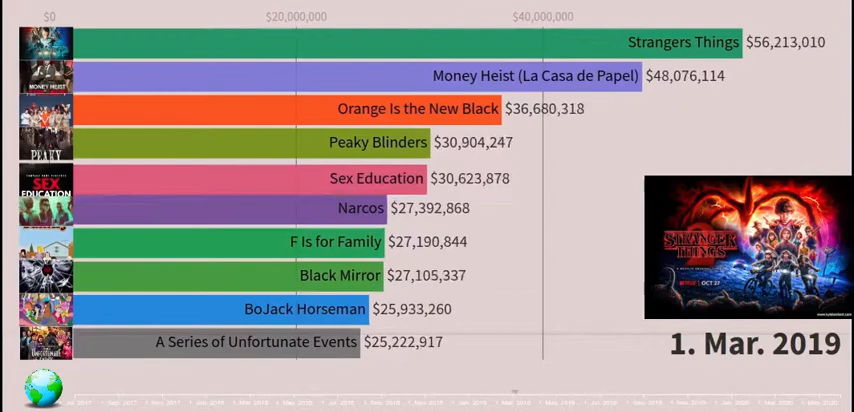 $0 $20,000,000 $40,000,000
Strangers Things $56,213,010
MONEY HEIST
Money Heist (La Casa de Papel) $48,076,114
Orange Is the New Black $36,680,318
PEAKY
Peaky Blinders $30,904,247
SEX
EDUCATION
Sex Education $30,623,878
Narcos $27,392,868
F Is for Family $27,190,844
Black Mirror $27,105,337
BoJack Horseman $25,933,260
A Series of Unfortunate Events $25,222,917
STRANGER
THINGS
2
NETFLIX | OCT 27
1. Mar. 2019